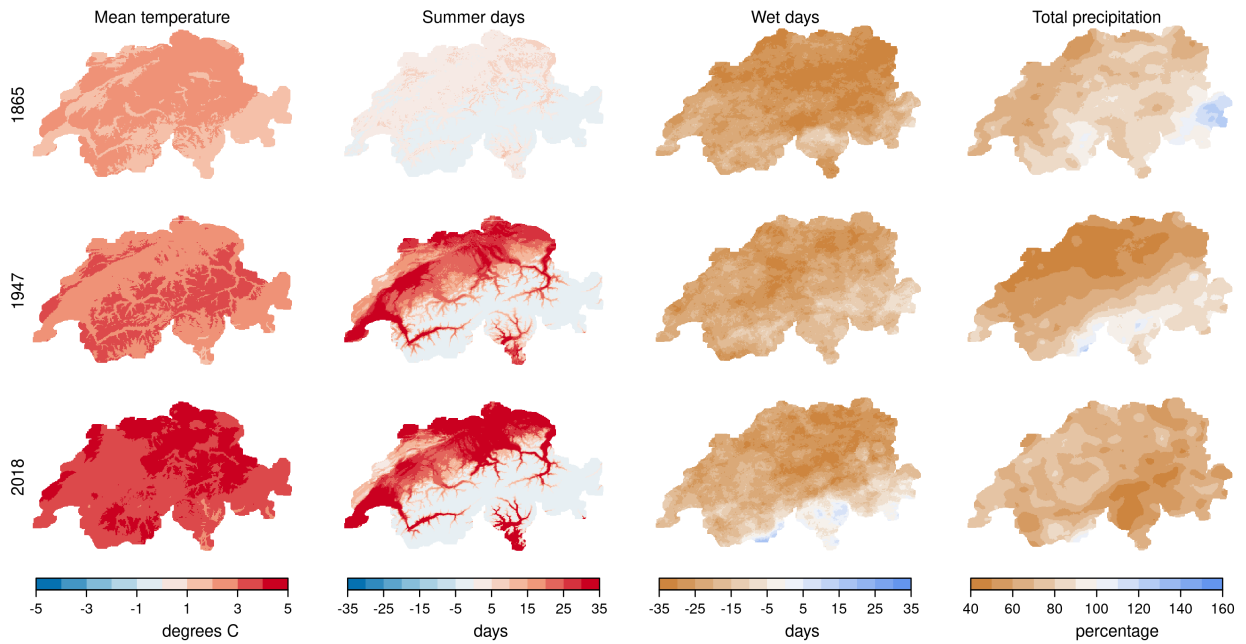 Mean temperature Summer days Wet days Total precipitation
1865
1947
2018
-5 -3 -1 1 3 5 -35 -25 -15 -5 5 15 25 35 -35 -25 -15 -5 5 15 25 35 40 60 80 100 120 140 160
degrees C days days percentage